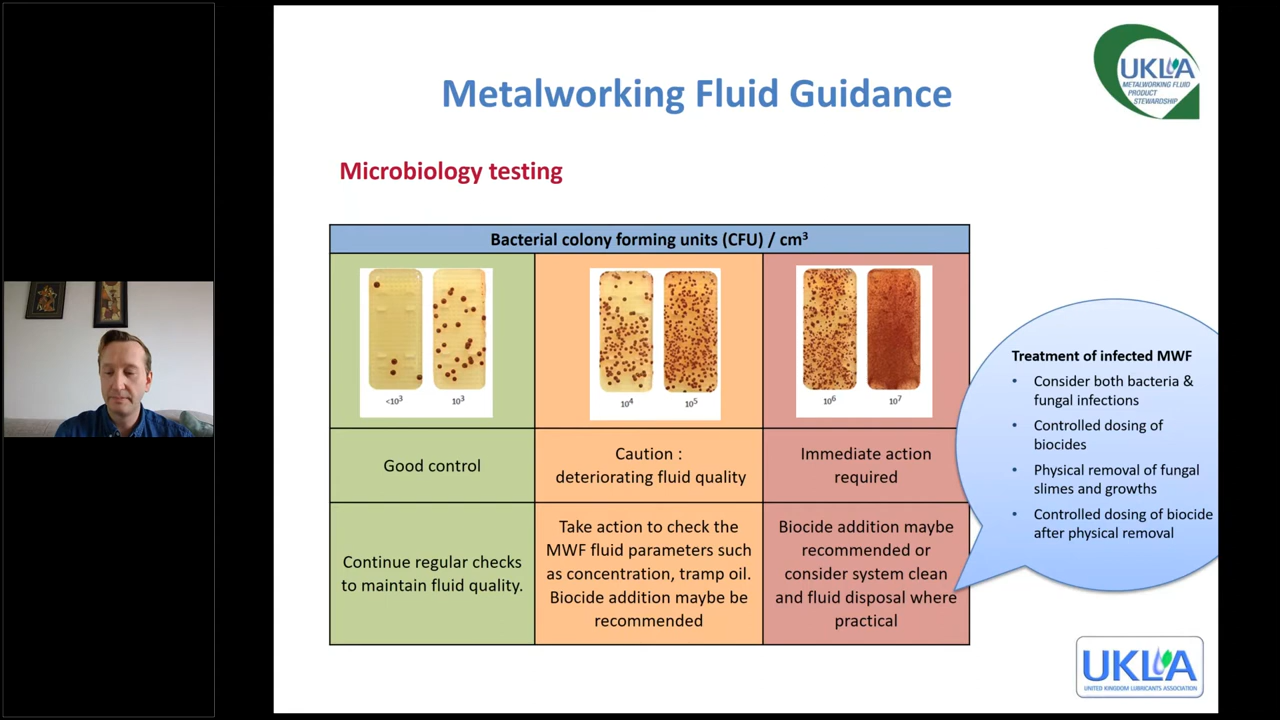 Metalworking Fluid Guidance
UKLA
METALWORKING FLUID
PRODUCT
STEWARDSHIP
Microbiology testing
Bacterial colony forming units (CFU) / cm³
<10³
10³
10⁴
10⁵
10⁶
10⁷
Good control
Caution :
deteriorating fluid quality
Immediate action
required
Continue regular checks
to maintain fluid quality.
Take action to check the
MWF fluid parameters such
as concentration, tramp oil.
Biocide addition maybe be
recommended
Biocide addition maybe
recommended or
consider system clean
and fluid disposal where
practical
Treatment of infected MWF
• Consider both bacteria &
fungal infections
• Controlled dosing of
biocides
• Physical removal of fungal
slimes and growths
• Controlled dosing of biocide
after physical removal
UKLA
UNITED KINGDOM LUBRICANTS ASSOCIATION